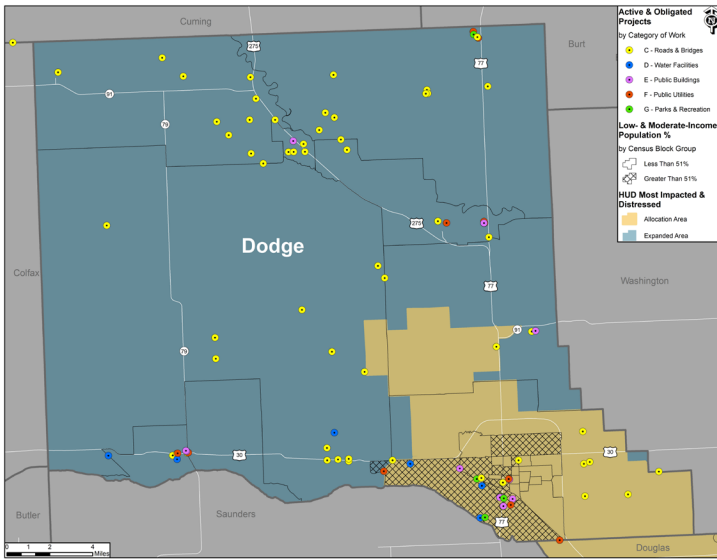 Cuming
Burt
Active & Obligated
Projects
by Category of Work
C - Roads & Bridges
D - Water Facilities
E - Public Buildings
F - Public Utilities
G - Parks & Recreation
Low- & Moderate-Income
Population %
by Census Block Group
Less Than 51%
Greater Than 51%
HUD Most Impacted &
Distressed
Allocation Area
Expanded Area
N
275
77
91
79
275
Dodge
Colfax
Washington
77
91
79
30
30
Butler
Saunders
77
Douglas
0 1 2 4
Miles